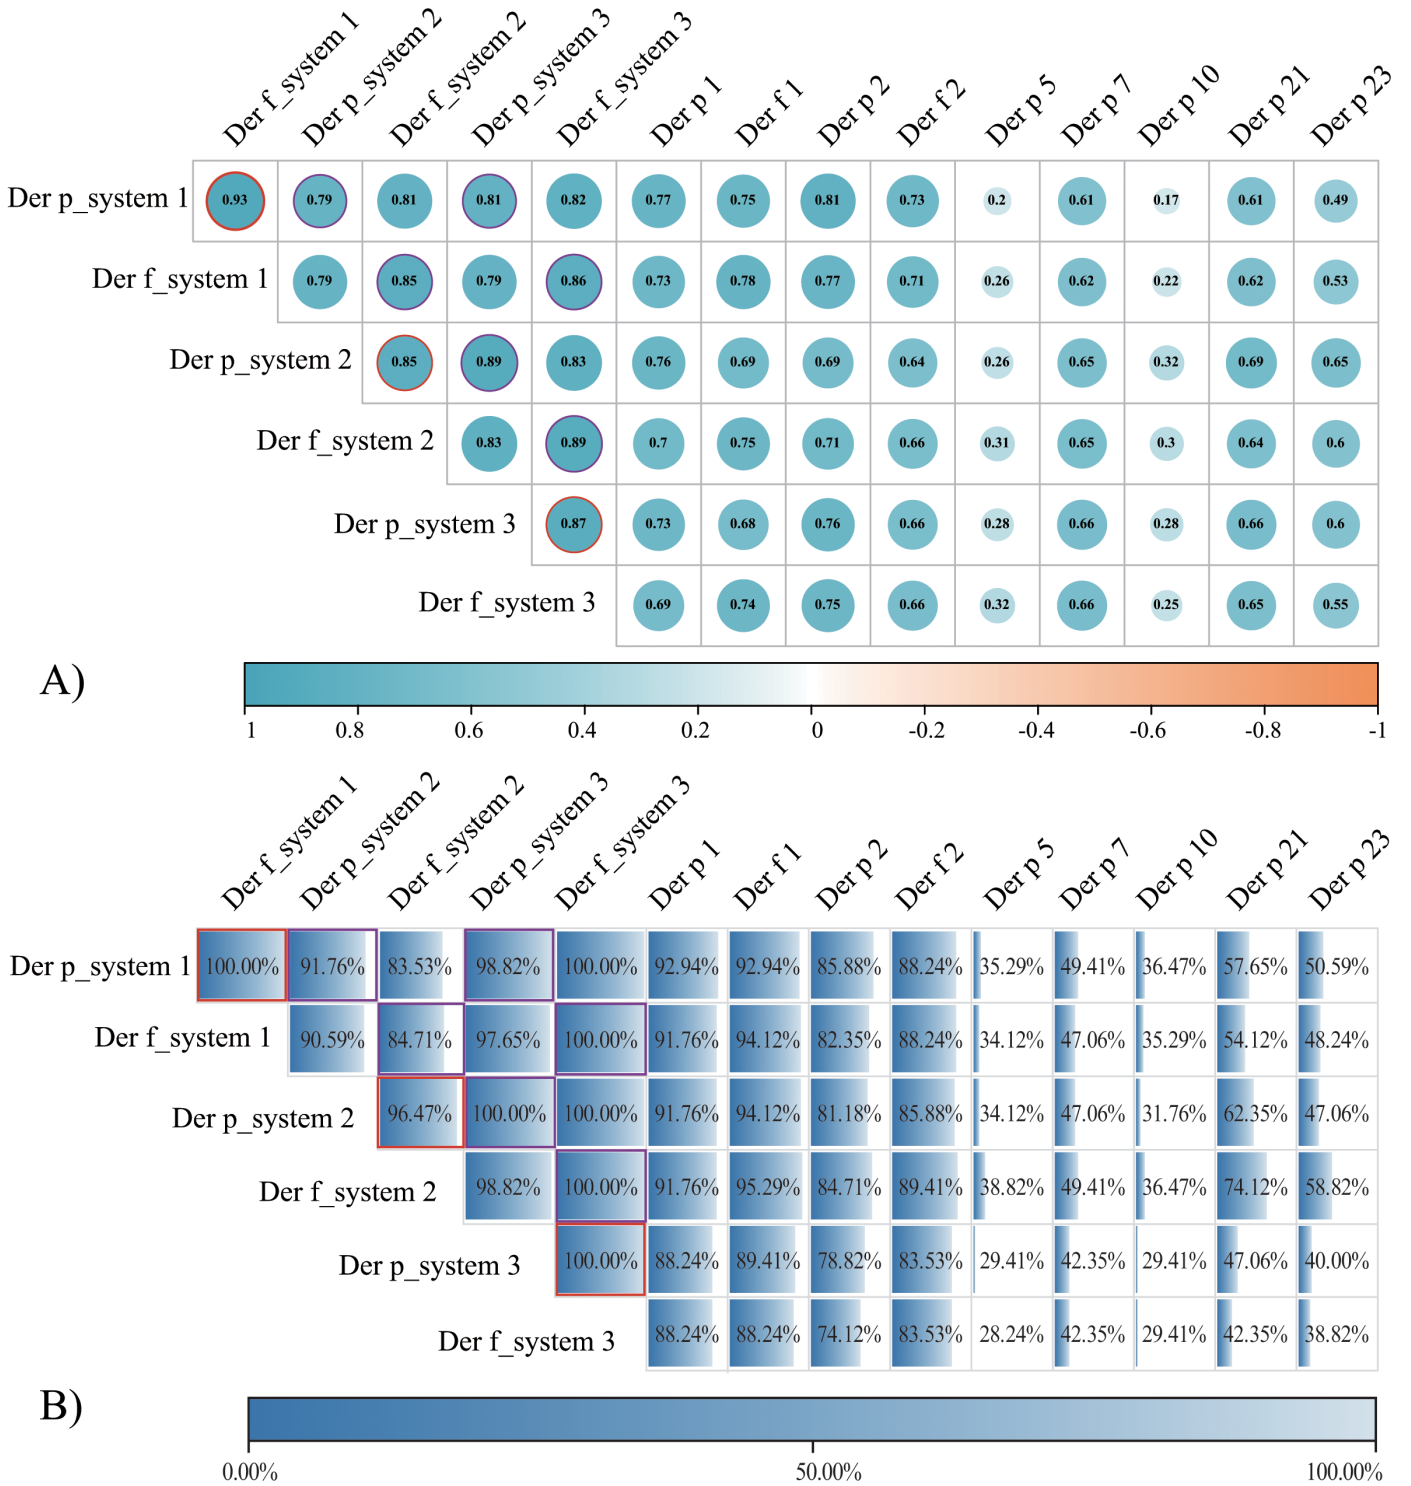 Der f_system 1 Der p_system 2 Der f_system 2 Der p_system 3 Der f_system 3 Der p 1 Der f 1 Der p 2 Der f 2 Der p 5 Der p 7 Der p 10 Der p 21 Der p 23
Der p_system 1 0.93 0.79 0.81 0.81 0.82 0.77 0.75 0.81 0.73 0.2 0.61 0.17 0.61 0.49
Der f_system 1 0.79 0.85 0.79 0.86 0.73 0.78 0.77 0.71 0.26 0.62 0.22 0.62 0.53
Der p_system 2 0.85 0.89 0.83 0.76 0.69 0.69 0.64 0.26 0.65 0.32 0.69 0.65
Der f_system 2 0.83 0.89 0.7 0.75 0.71 0.66 0.31 0.65 0.3 0.64 0.6
Der p_system 3 0.87 0.73 0.68 0.76 0.66 0.28 0.66 0.28 0.66 0.6
Der f_system 3 0.69 0.74 0.75 0.66 0.32 0.66 0.25 0.65 0.55
A)
1 0.8 0.6 0.4 0.2 0 -0.2 -0.4 -0.6 -0.8 -1
Der f_system 1 Der p_system 2 Der f_system 2 Der p_system 3 Der f_system 3 Der p 1 Der f 1 Der p 2 Der f 2 Der p 5 Der p 7 Der p 10 Der p 21 Der p 23
Der p_system 1 100.00% 91.76% 83.53% 98.82% 100.00% 92.94% 92.94% 85.88% 88.24% 35.29% 49.41% 36.47% 57.65% 50.59%
Der f_system 1 90.59% 84.71% 97.65% 100.00% 91.76% 94.12% 82.35% 88.24% 34.12% 47.06% 35.29% 54.12% 48.24%
Der p_system 2 96.47% 100.00% 100.00% 91.76% 94.12% 81.18% 85.88% 34.12% 47.06% 31.76% 62.35% 47.06%
Der f_system 2 98.82% 100.00% 91.76% 95.29% 84.71% 89.41% 38.82% 49.41% 36.47% 74.12% 58.82%
Der p_system 3 100.00% 88.24% 89.41% 78.82% 83.53% 29.41% 42.35% 29.41% 47.06% 40.00%
Der f_system 3 88.24% 88.24% 74.12% 83.53% 28.24% 42.35% 29.41% 42.35% 38.82%
B)
0.00% 50.00% 100.00%